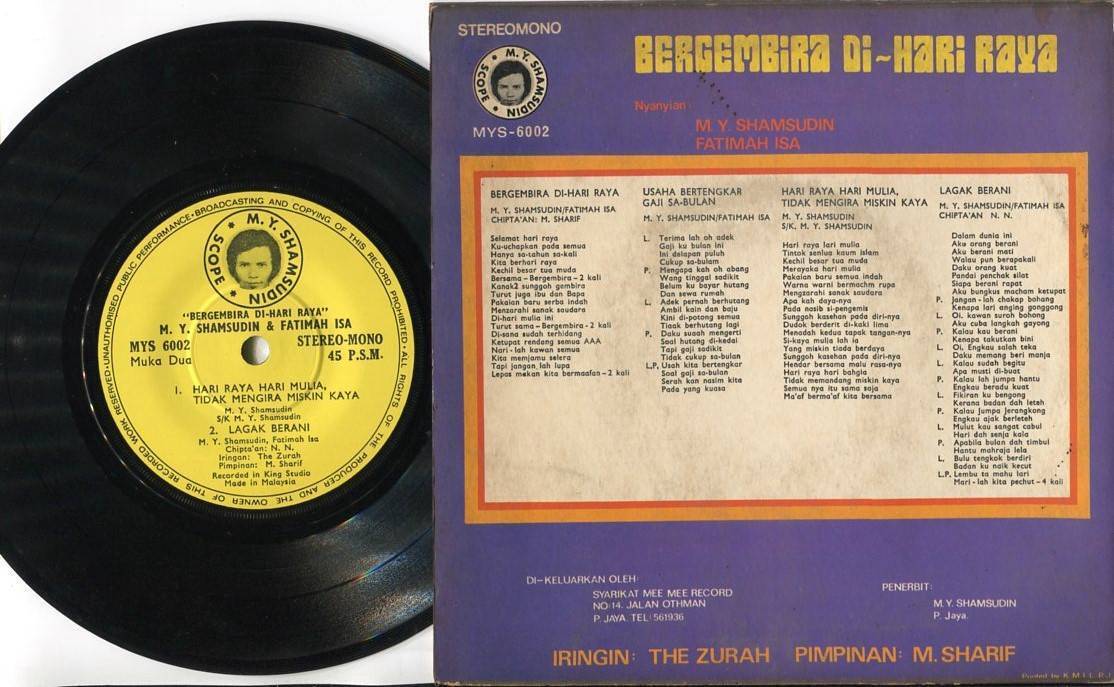 M. Y. SHAMSUDIN
SCOPE
UNAUTHORISED PUBLIC PERFORMANCE•BROADCASTING AND COPYING OF THIS RECORD PROHIBITED•ALL RIGHTS OF THE PRODUCER AND THE OWNER OF THIS RECORDED WORK RESERVED•
"BERGEMBIRA DI-HARI RAYA"
M. Y. SHAMSUDIN & FATIMAH ISA
MYS 6002
Muka Dua
STEREO-MONO
45 P.S.M.
1. HARI RAYA HARI MULIA,
TIDAK MENGIRA MISKIN KAYA
M. Y. Shamsudin
S/K M. Y. Shamsudin
2. LAGAK BERANI
M. Y. Shamsudin, Fatimah Isa
Chipta'an: N. N.
Iringan: The Zurah
Pimpinan: M. Sharif
Recorded in King Studio
Made in Malaysia
STEREOMONO
M. Y. SHAMSUDIN
SCOPE
MYS-6002
BERGEMBIRA DI-HARI RAYA
Nyanyian:
M. Y. SHAMSUDIN
FATIMAH ISA
BERGEMBIRA DI-HARI RAYA
M. Y. SHAMSUDIN/FATIMAH ISA
CHIPTA'AN: M. SHARIF
Selamat hari raya
Ku-uchapkan pada semua
Hanya sa-tahun sa-kali
Kita berhari raya
Kechil besar tua muda
Bersama-Bergembira-2 kali
Kanak2 sunggoh gembira
Turut juga ibu dan Bapa
Pakaian baru serba indah
Menzarahi sanak saudara
Di-hari mulia ini
Turut sama-Bergembira-2 kali
Di-sana sudah terhidang
Ketupat rendang semua AAA
Nari-lah kawan semua
Kita menjamu selera
Tapi jangan lah lupa
Lepas mekan kita bermaafan-2 kali
USAHA BERTENGKAR
GAJI SA-BULAN
M. Y. SHAMSUDIN/FATIMAH ISA
L. Terima lah oh adek
Gaji ku bulan ini
Ini delapan puloh
Cukup sa-bulam
P. Mengapa kah oh abang
Wang tinggal sadikit
Belum ku bayar hutang
Dan sewa rumah
L. Adek pernah berhutang
Ambil kain dan baju
Kini di-potong semua
Tiaak berhutang lagi
P. Daku suaah mengerti
Soal hutang di-kedai
Tapi gaji sadikit
Tidak cukup sa-bulan
L,P, Usah kita bertengkar
Soal gaji sa-bulan
Serah kan nasim kita
Pada yang kuasa
HARI RAYA HARI MULIA,
TIDAK MENGIRA MISKIN KAYA
M. Y. SHAMSUDIN
S/K. M. Y. SHAMSUDIN
Hari raya lari mulia
Tintok senlua kaum Islam
Kechil besar tua muda
Merayaka hari mulia
Pakaian baru semua indah
Warna warni bermachm rupa
Mengzarahi sanak saudara
Apa kah daya-nya
Pada nasib si-pengemis
Sunggoh kasehan pada diri-nya
Dudok berderit di-kaki lima
Menadah kedua tapak tangan-nya
Si-kaya mulia lah ia
Yang miskin tiada berdaya
Sunggoh kasehan pada diri-nya
Hendar bersama malu rasa-nya
Hari raya hari bahgla
Tidak memandang miskin kaya
Semua nya itu sama saja
Ma'af berma'af kita bersama
LAGAK BERANI
M. Y. SHAMSUDIN/FATIMAH ISA
CHIPTA'AN N. N.
Dalam dunia ini
Aku orang berani
Aku berani mati
Walau pun berapakali
Daku orang kuat
Pandai penchak silat
Siapa berani rapat
Aku bungkus macham ketupat
P. Jangan-lah chakap bohang
Kenapa lari anging gonggong
L. Oi, kawan suroh bohong
Aku cuba langkah gayong
P. Kalau kau berani
Kenapa takutkan bini
L. Oi, Engkau salah teka
Daku memang beri manja
L. Kalau sudah begitu
Apa musti di-buat
P. Kalau lah jumpa hantu
Engkau beradu kuat
L. Fikiran ku bengong
Kerana badan dah leteh
P. Kalau Jumpa Jerangkong
Engkau ajak berleteh
L. Mulut kau sangat cabul
Hari dah senja kala
P. Apabila bulan dah timbul
Hantu mahraja lela
L. Bulu tengkok berdiri
Badan ku naik kecut
L.P. Lembu ta mahu lari
Mari-lah kita pechut-4 kali
DI-KELUARKAN OLEH:
SYARIKAT MEE MEE RECORD
NO:14. JALAN OTHMAN
P. JAYA. TEL: 561936
PENERBIT:
M.Y. SHAMSUDIN
P. Jaya.
IRINGIN: THE ZURAH PIMPINAN: M. SHARIF
Printed by K.M.I.L.P.